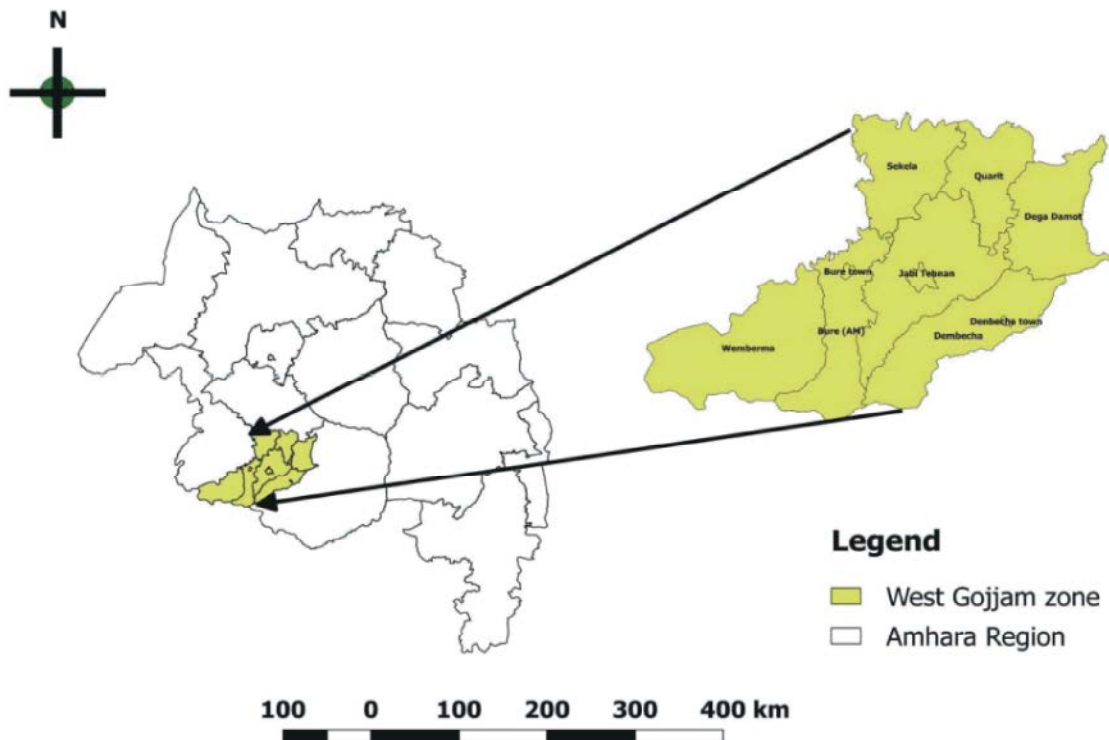 N
Sekela
Quarit
Dega Damot
Bure town
Jabi Tehnan
Denbecha town
Bure (AM)
Dembecha
Wemberma
Legend
West Gojjam zone
Amhara Region
100 0 100 200 300 400 km